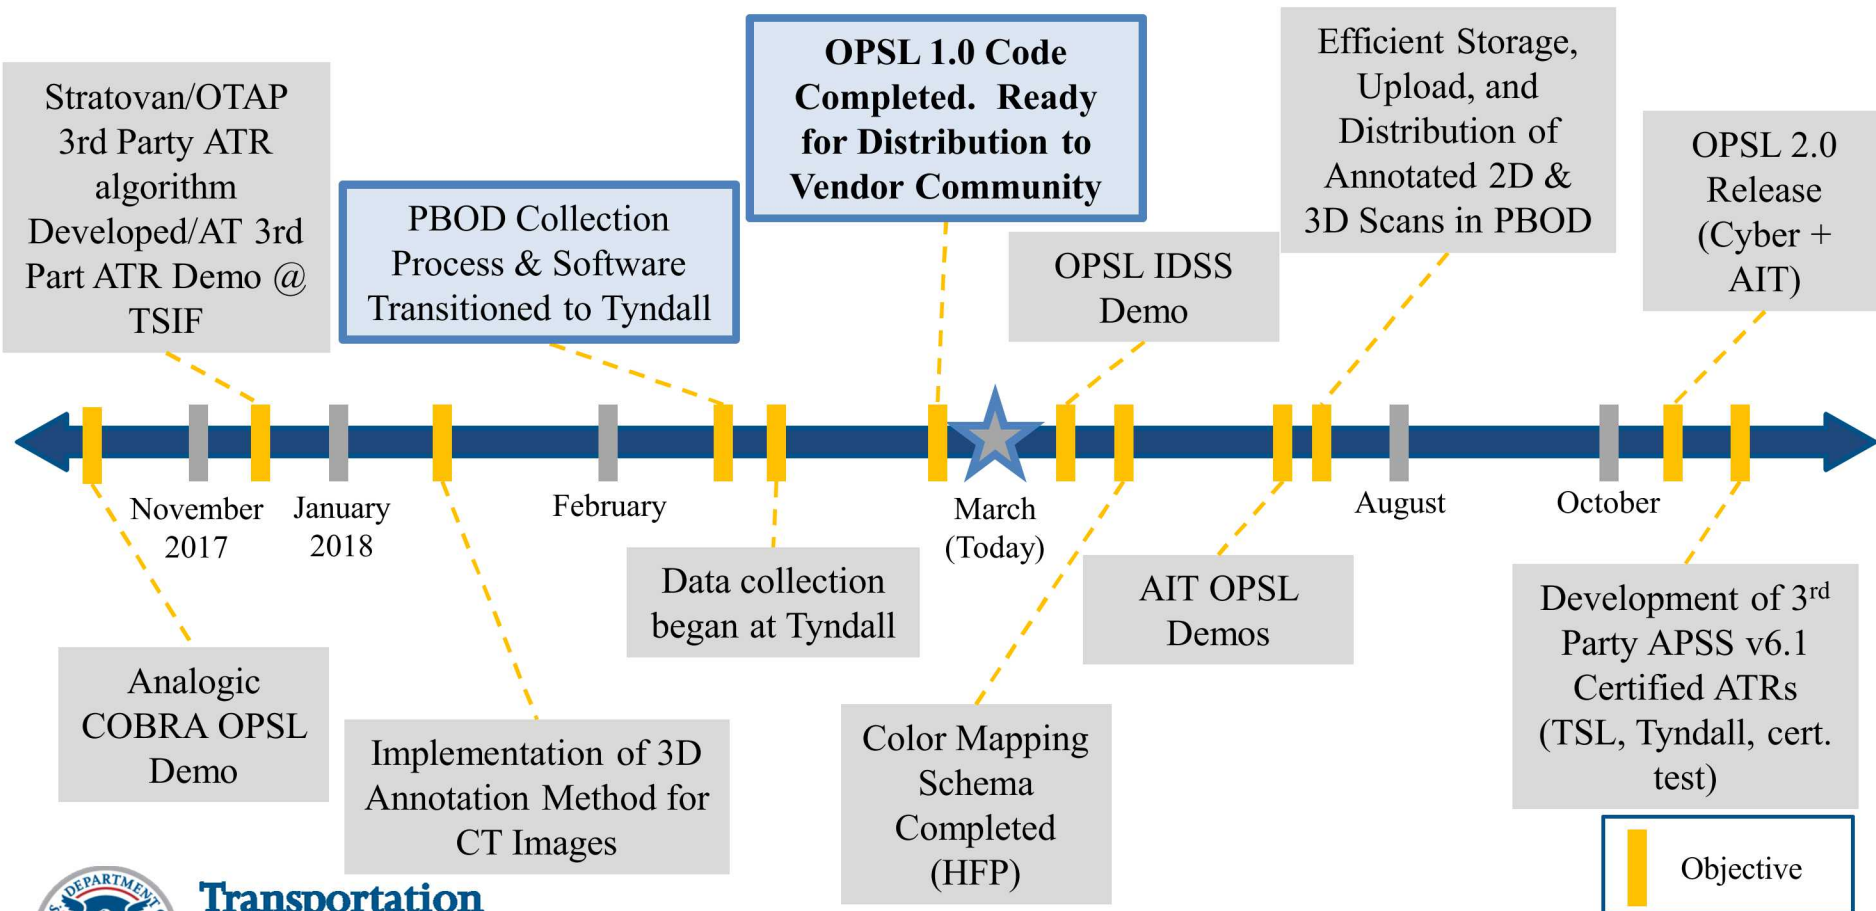 Stratovan/OTAP
3rd Party ATR
algorithm
Developed/AT 3rd
Part ATR Demo @
TSIF
PBOD Collection
Process & Software
Transitioned to Tyndall
OPSL 1.0 Code
Completed. Ready
for Distribution to
Vendor Community
OPSL IDSS
Demo
Efficient Storage,
Upload, and
Distribution of
Annotated 2D &
3D Scans in PBOD
OPSL 2.0
Release
(Cyber +
AIT)
November
2017
January
2018
February
March
(Today)
August
October
Analogic
COBRA OPSL
Demo
Implementation of 3D
Annotation Method for
CT Images
Data collection
began at Tyndall
Color Mapping
Schema
Completed
(HFP)
AIT OPSL
Demos
Development of 3rd
Party APSS v6.1
Certified ATRs
(TSL, Tyndall, cert.
test)
Objective
Transportation